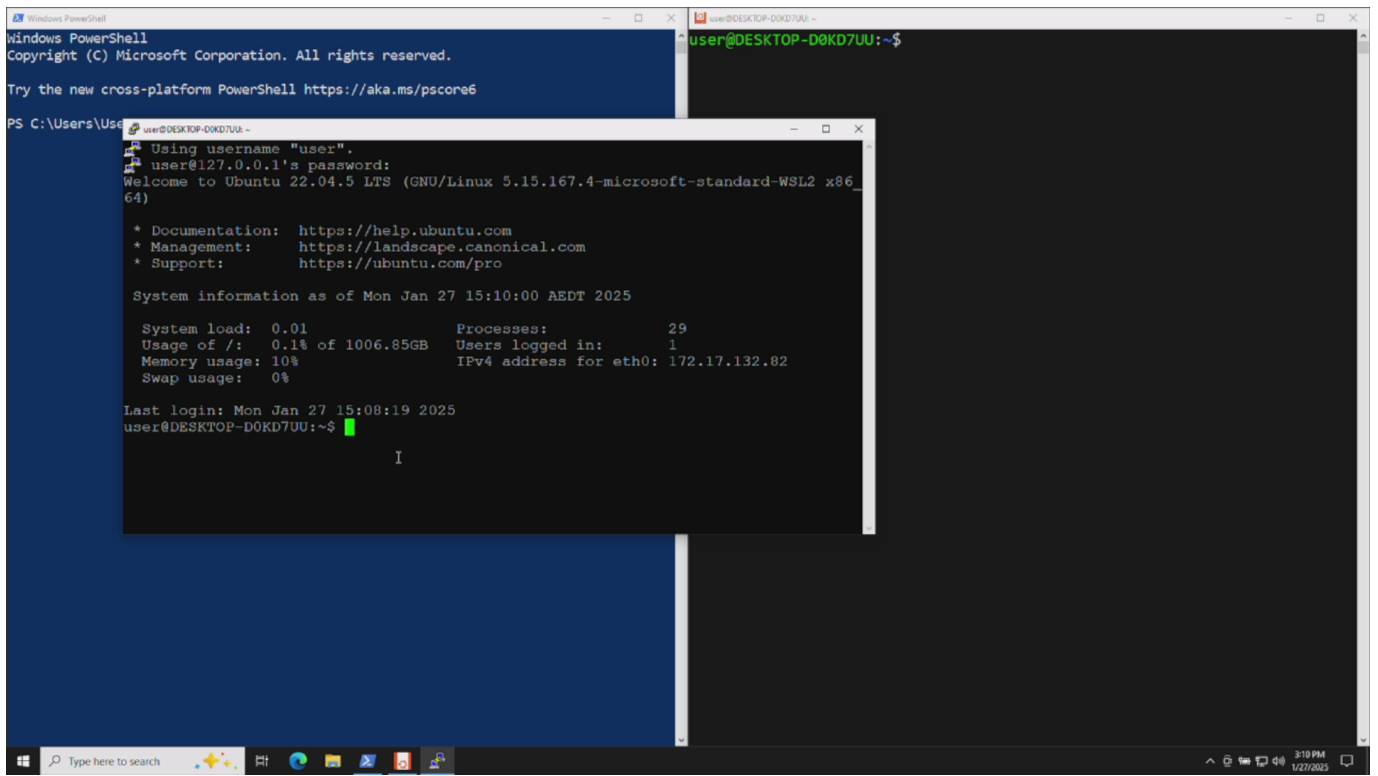 Windows PowerShell
Windows PowerShell
Copyright (C) Microsoft Corporation. All rights reserved.
Try the new cross-platform PowerShell https://aka.ms/pscore6
PS C:\Users\Use
user@DESKTOP-D0KD7UU: ~
Using username "user".
user@127.0.0.1's password:
Welcome to Ubuntu 22.04.5 LTS (GNU/Linux 5.15.167.4-microsoft-standard-WSL2 x86_
64)
* Documentation: https://help.ubuntu.com
* Management: https://landscape.canonical.com
* Support: https://ubuntu.com/pro
System information as of Mon Jan 27 15:10:00 AEDT 2025
System load: 0.01 Processes: 29
Usage of /: 0.1% of 1006.85GB Users logged in: 1
Memory usage: 10% IPv4 address for eth0: 172.17.132.82
Swap usage: 0%
Last login: Mon Jan 27 15:08:19 2025
user@DESKTOP-D0KD7UU:~$
user@DESKTOP-D0KD7UU: ~
user@DESKTOP-D0KD7UU:~$
Type here to search
3:10 PM
1/27/2025